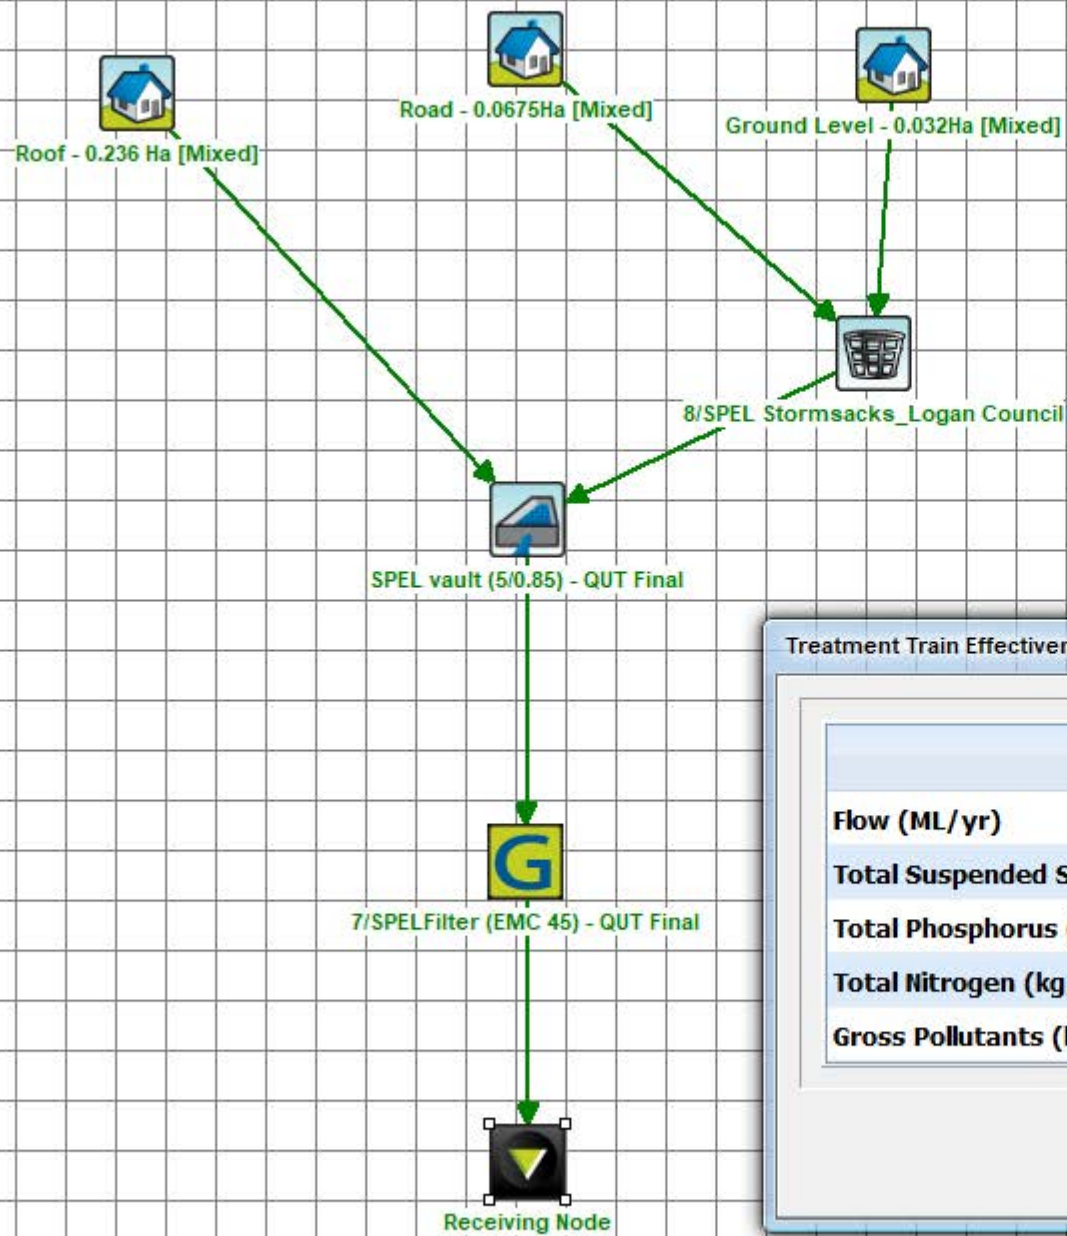 Road - 0.0675Ha [Mixed]
Ground Level - 0.032Ha [Mixed]
Roof - 0.236 Ha [Mixed]
8/SPEL Stormsacks_Logan Council
SPEL vault (5/0.85) - QUT Final
Treatment Train
Flow (ML/yr)
Total Suspended
Total Phosphorus
Total Nitrogen (kg
7/SPELFilter (EMC 45) - QUT Final
Gross Pollutants
G
Receiving Node